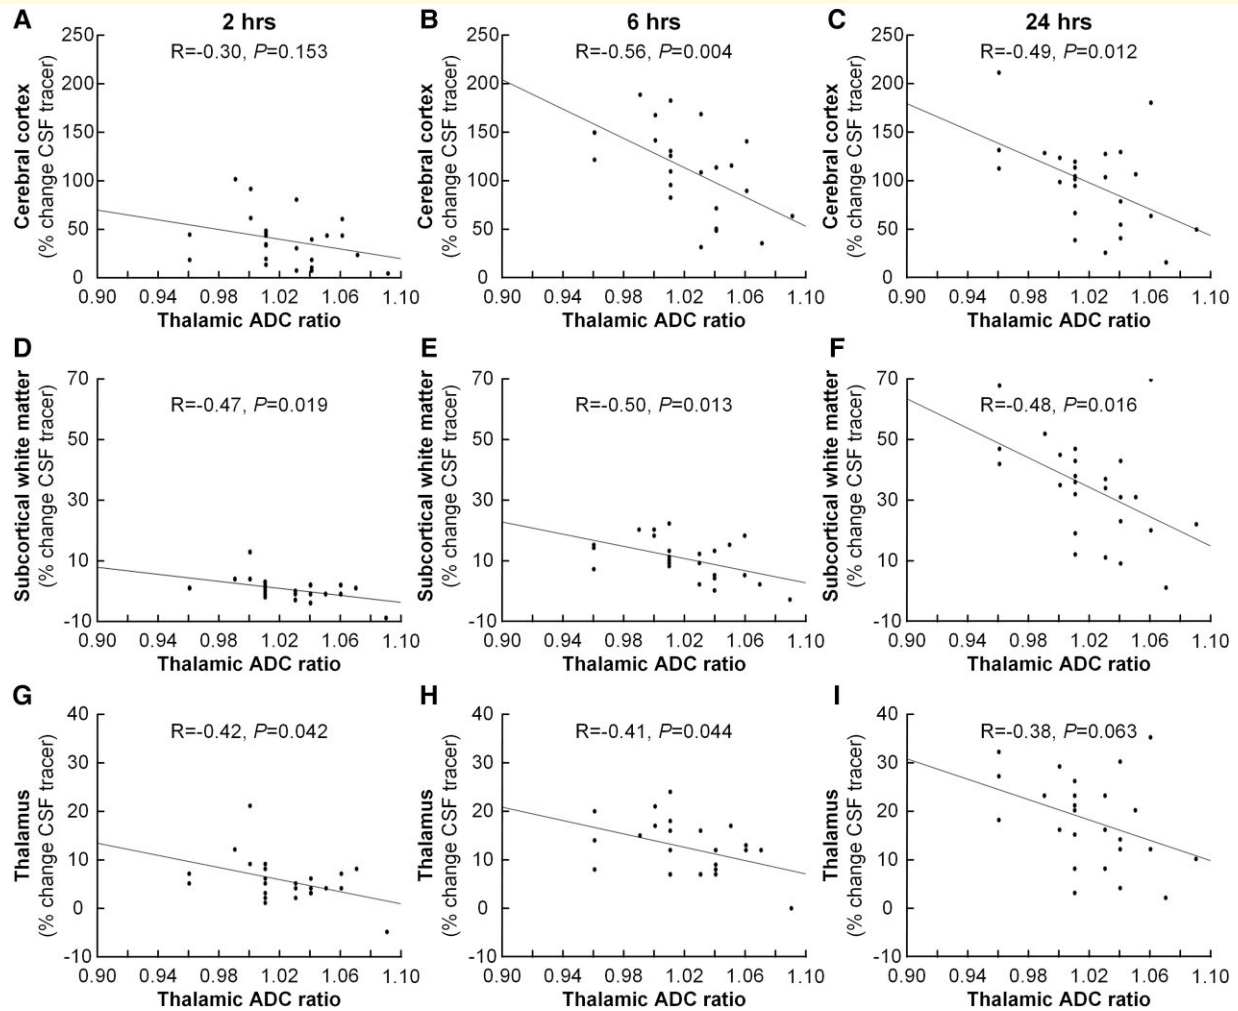 A 2 hrs B 6 hrs C 24 hrs
R=-0.30, P=0.153 R=-0.56, P=0.004 R=-0.49, P=0.012
Cerebral cortex
(% change CSF tracer)
250
200
150
100
50
0
0.90 0.94 0.98 1.02 1.06 1.10
Thalamic ADC ratio
Cerebral cortex
(% change CSF tracer)
250
200
150
100
50
0
0.90 0.94 0.98 1.02 1.06 1.10
Thalamic ADC ratio
Cerebral cortex
(% change CSF tracer)
250
200
150
100
50
0
0.90 0.94 0.98 1.02 1.06 1.10
Thalamic ADC ratio
D E F
R=-0.47, P=0.019 R=-0.50, P=0.013 R=-0.48, P=0.016
Subcortical white matter
(% change CSF tracer)
70
50
30
10
-10
0.90 0.94 0.98 1.02 1.06 1.10
Thalamic ADC ratio
Subcortical white matter
(% change CSF tracer)
70
50
30
10
-10
0.90 0.94 0.98 1.02 1.06 1.10
Thalamic ADC ratio
Subcortical white matter
(% change CSF tracer)
70
50
30
10
-10
0.90 0.94 0.98 1.02 1.06 1.10
Thalamic ADC ratio
G H I
R=-0.42, P=0.042 R=-0.41, P=0.044 R=-0.38, P=0.063
Thalamus
(% change CSF tracer)
40
30
20
10
0
-10
0.90 0.94 0.98 1.02 1.06 1.10
Thalamic ADC ratio
Thalamus
(% change CSF tracer)
40
30
20
10
0
-10
0.90 0.94 0.98 1.02 1.06 1.10
Thalamic ADC ratio
Thalamus
(% change CSF tracer)
40
30
20
10
0
-10
0.90 0.94 0.98 1.02 1.06 1.10
Thalamic ADC ratio